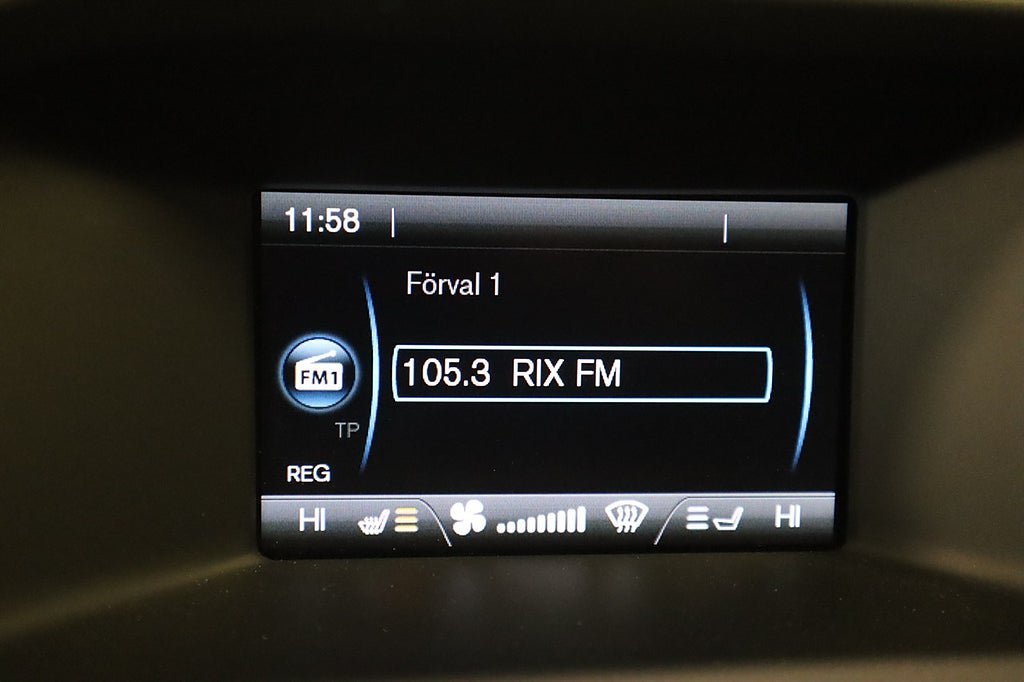 11:58
Förval 1
105.3 RIX FM
FM1
TP
REG
HI HI